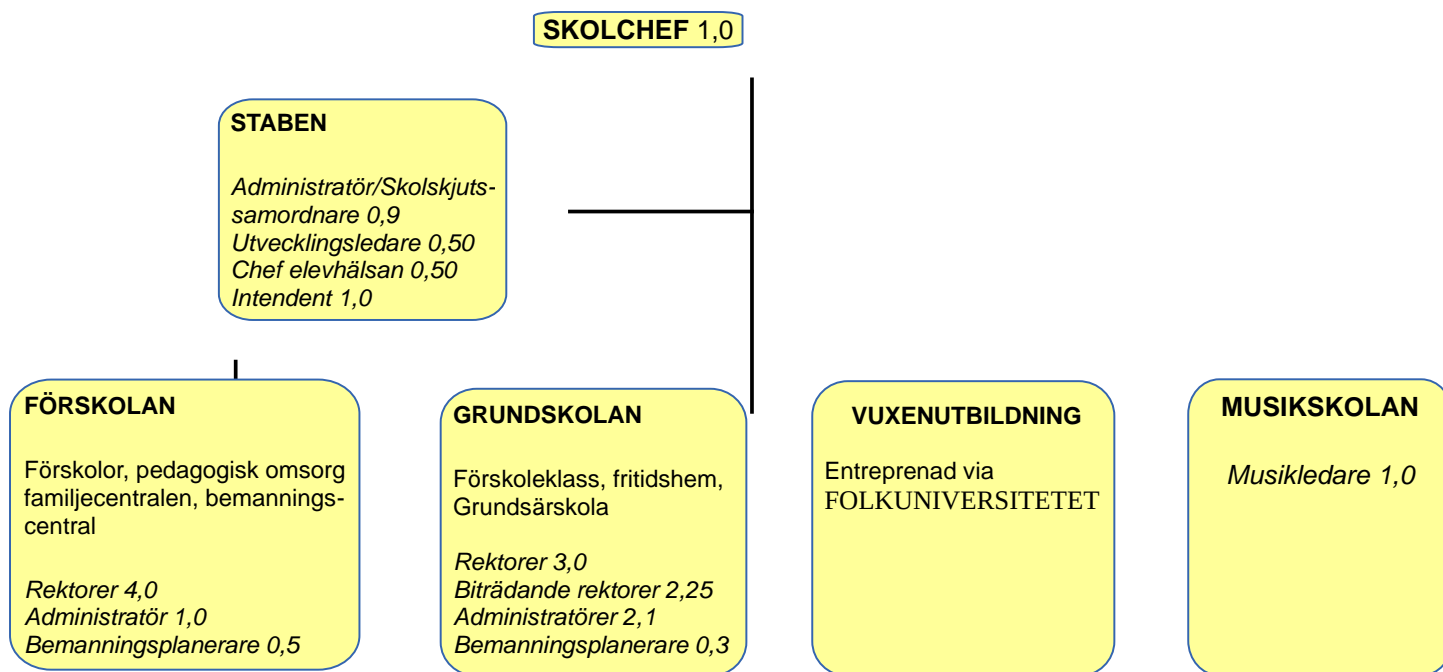 SKOLCHEF 1,0
STABEN
Administratör/Skolskjuts-
samordnare 0,9
Utvecklingsledare 0,50
Chef elevhälsan 0,50
Intendent 1,0
FÖRSKOLAN
Förskolor, pedagogisk omsorg
familjecentralen, bemannings-
central
Rektorer 4,0
Administratör 1,0
Bemanningsplanerare 0,5
GRUNDSKOLAN
Förskoleklass, fritidshem,
Grundsärskola
Rektorer 3,0
Biträdande rektorer 2,25
Administratörer 2,1
Bemanningsplanerare 0,3
VUXENUTBILDNING
Entreprenad via
FOLKUNIVERSITETET
MUSIKSKOLAN
Musikledare 1,0